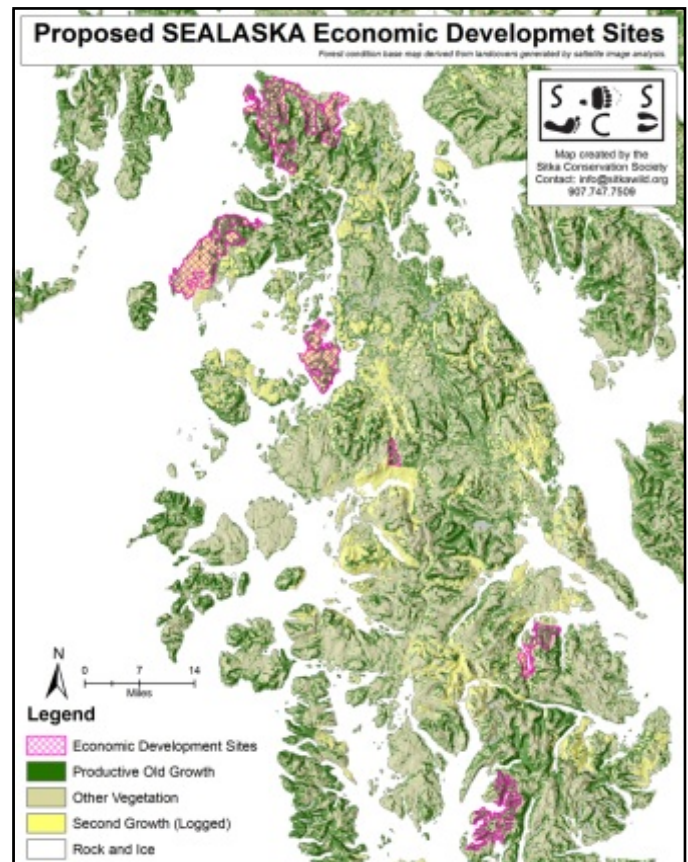 Proposed SEALASKA Economic Developmet Sites
Forest condition base map derived from landcovers generated by satellite image analysis.
S S
C
Map created by the
Sitka Conservation Society
Contact: info@sitkawild.org
907.747.7509
N
0 7 14
Miles
Legend
Economic Development Sites
Productive Old Growth
Other Vegetation
Second Growth (Logged)
Rock and Ice